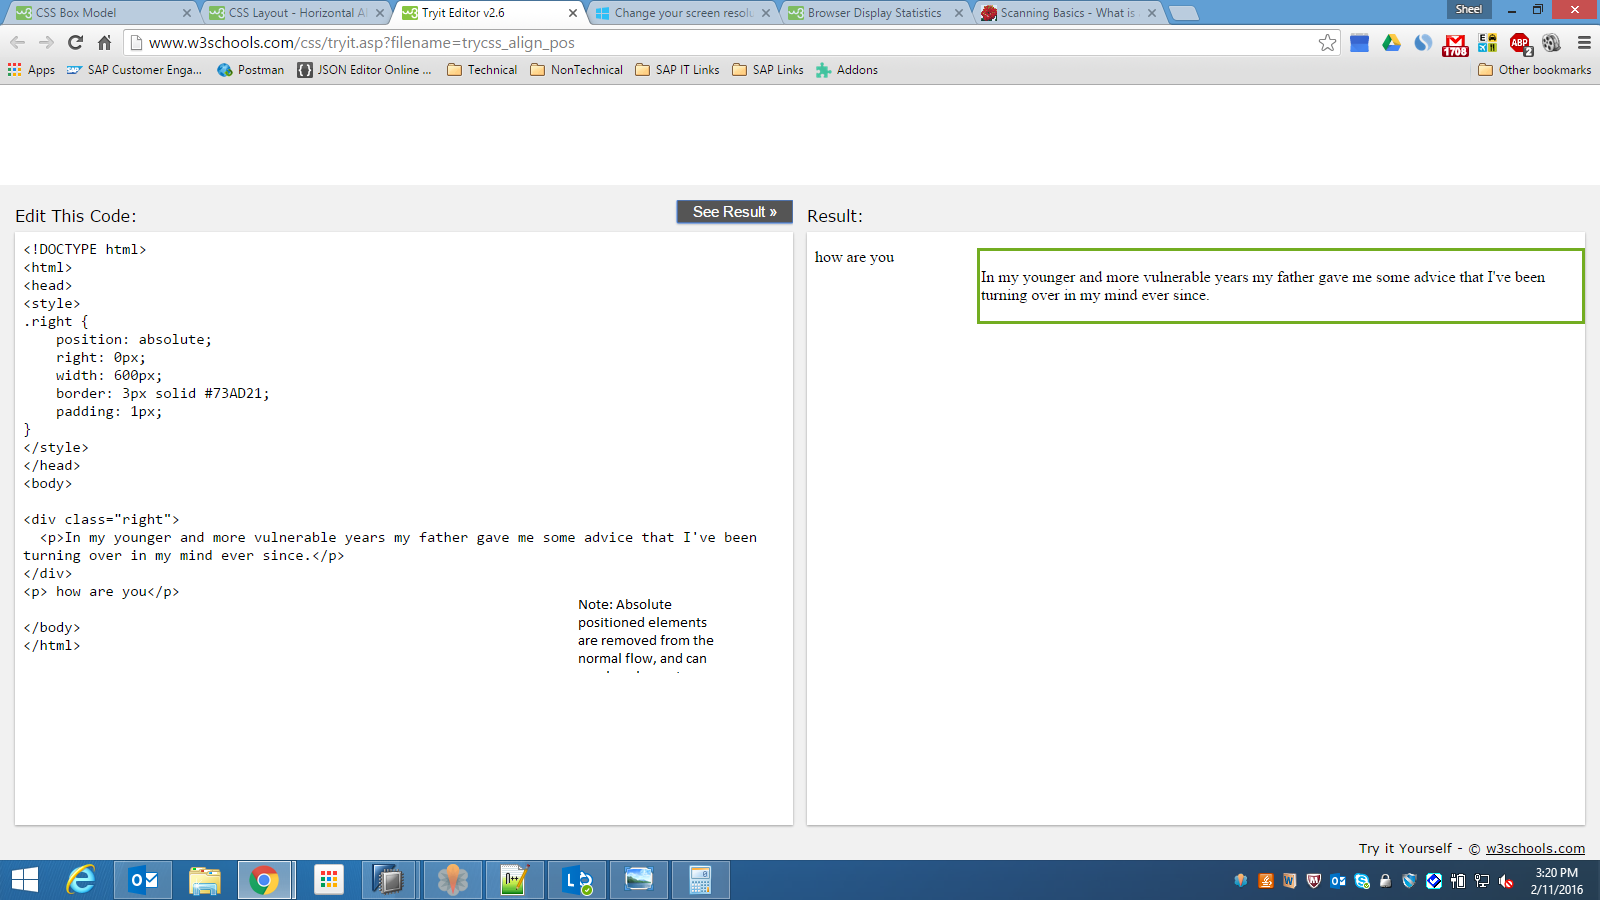 CSS Box Model
CSS Layout - Horizontal Al
Tryit Editor v2.6
Change your screen resolu
Browser Display Statistics
Scanning Basics - What is
Sheel
www.w3schools.com/css/tryit.asp?filename=trycss_align_pos
1708
ABP
2
Apps
SAP Customer Enga...
Postman
JSON Editor Online ...
Technical
NonTechnical
SAP IT Links
SAP Links
Addons
Other bookmarks
Edit This Code:
See Result »
Result:
<!DOCTYPE html>
<html>
<head>
<style>
.right {
    position: absolute;
    right: 0px;
    width: 600px;
    border: 3px solid #73AD21;
    padding: 1px;
}
</style>
</head>
<body>
<div class="right">
  <p>In my younger and more vulnerable years my father gave me some advice that I've been
turning over in my mind ever since.</p>
</div>
<p> how are you</p>
</body>
</html>
Note: Absolute
positioned elements
are removed from the
normal flow, and can
how are you
In my younger and more vulnerable years my father gave me some advice that I've been
turning over in my mind ever since.
Try it Yourself - © w3schools.com
3:20 PM
2/11/2016